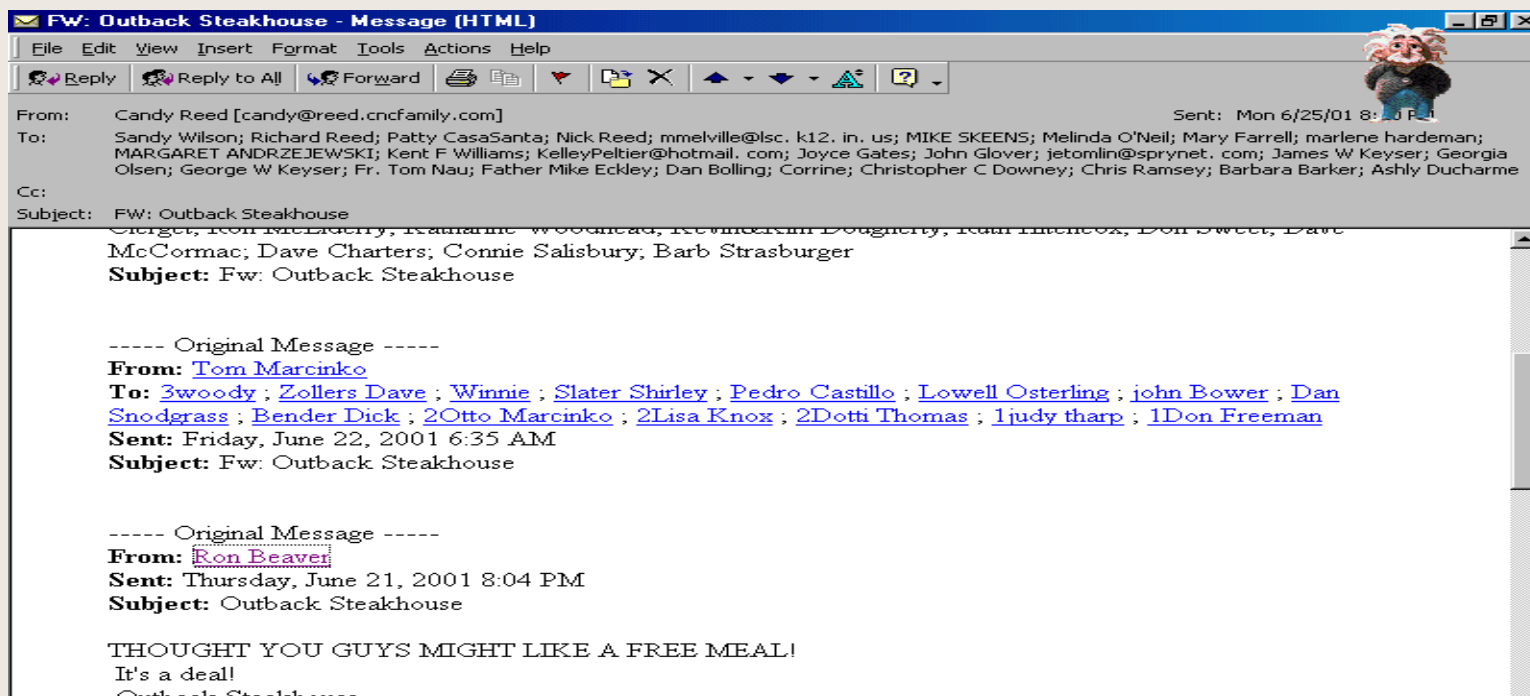 FW: Outback Steakhouse - Message (HTML)
File Edit View Insert Format Tools Actions Help
Reply Reply to All Forward
From: Candy Reed [candy@reed.cncfamily.com] Sent: Mon 6/25/01 8:
To: Sandy Wilson; Richard Reed; Patty CasaSanta; Nick Reed; mmelville@lsc. k12. in. us; MIKE SKEENS; Melinda O'Neil; Mary Farrell; marlene hardeman;
MARGARET ANDRZEJEWSKI; Kent F Williams; KelleyPeltier@hotmail. com; Joyce Gates; John Glover; jetomlin@sprynet. com; James W Keyser; Georgia
Olsen; George W Keyser; Fr. Tom Nau; Father Mike Eckley; Dan Bolling; Corrine; Christopher C Downey; Chris Ramsey; Barbara Barker; Ashly Ducharme
Cc:
Subject: FW: Outback Steakhouse
McCormac; Dave Charters; Connie Salisbury; Barb Strasburger
Subject: Fw: Outback Steakhouse
----- Original Message -----
From: Tom Marcinko
To: 3woody ; Zollers Dave ; Winnie ; Slater Shirley ; Pedro Castillo ; Lowell Osterling ; john Bower ; Dan
Snodgrass ; Bender Dick ; 2Otto Marcinko ; 2Lisa Knox ; 2Dotti Thomas ; 1judy tharp ; 1Don Freeman
Sent: Friday, June 22, 2001 6:35 AM
Subject: Fw: Outback Steakhouse
----- Original Message -----
From: Ron Beaver
Sent: Thursday, June 21, 2001 8:04 PM
Subject: Outback Steakhouse
THOUGHT YOU GUYS MIGHT LIKE A FREE MEAL!
It's a deal!
Outback Steakhouse